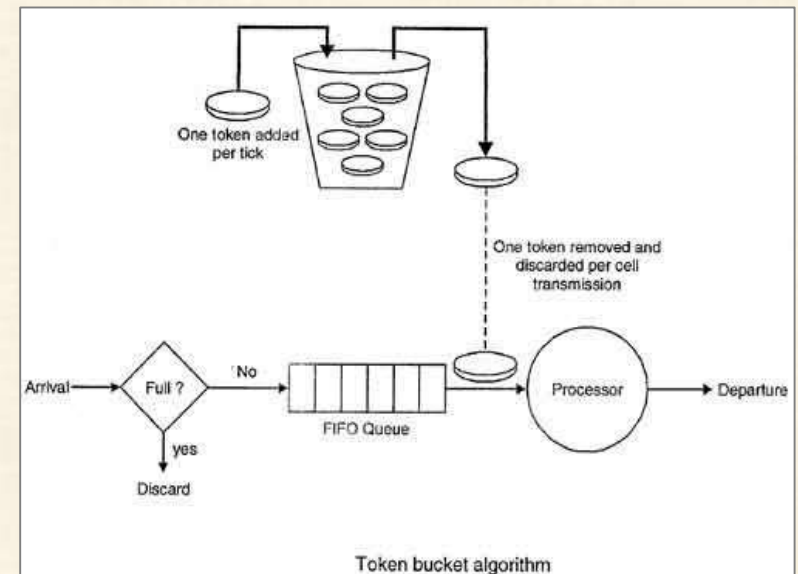 One token added
per tick
One token removed and
discarded per cell
transmission
Arrival
Full ?
No
FIFO Queue
Processor
Departure
yes
Discard
Token bucket algorithm